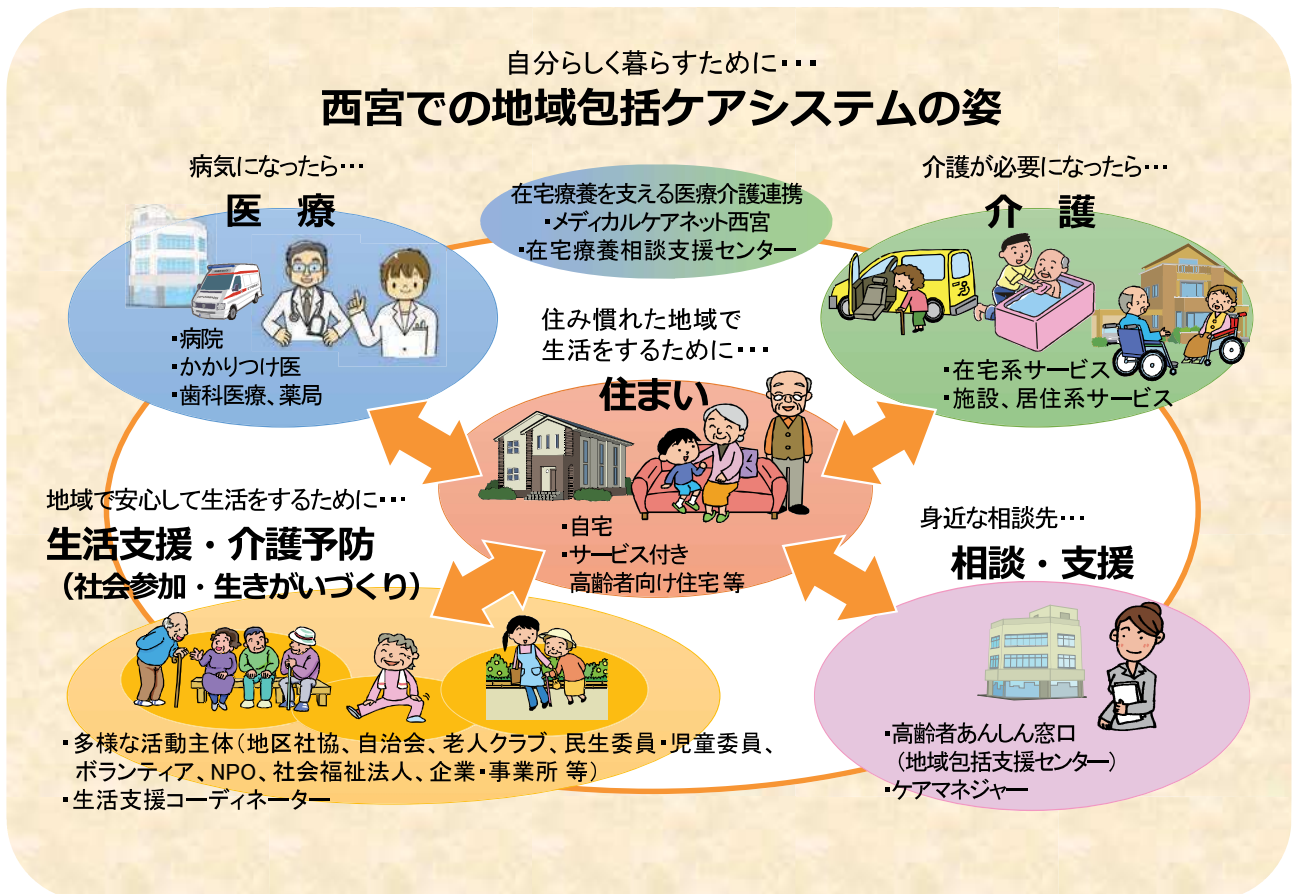 自分らしく暮らすために･･･
西宮での地域包括ケアシステムの姿
病気になったら･･･
医　療
･病院
･かかりつけ医
･歯科医療、薬局
在宅療養を支える医療介護連携
･メディカルケアネット西宮
･在宅療養相談支援センター
介護が必要になったら･･･
介　護
･在宅系サービス
･施設、居住系サービス
住み慣れた地域で
生活をするために･･･
住まい
･自宅
･サービス付き
高齢者向け住宅 等
地域で安心して生活をするために･･･
生活支援・介護予防
（社会参加・生きがいづくり）
･多様な活動主体（地区社協、自治会、老人クラブ、民生委員･児童委員、
ボランティア、NPO、社会福祉法人、企業･事業所 等）
･生活支援コーディネーター
身近な相談先･･･
相談・支援
･高齢者あんしん窓口
（地域包括支援センター）
･ケアマネジャー